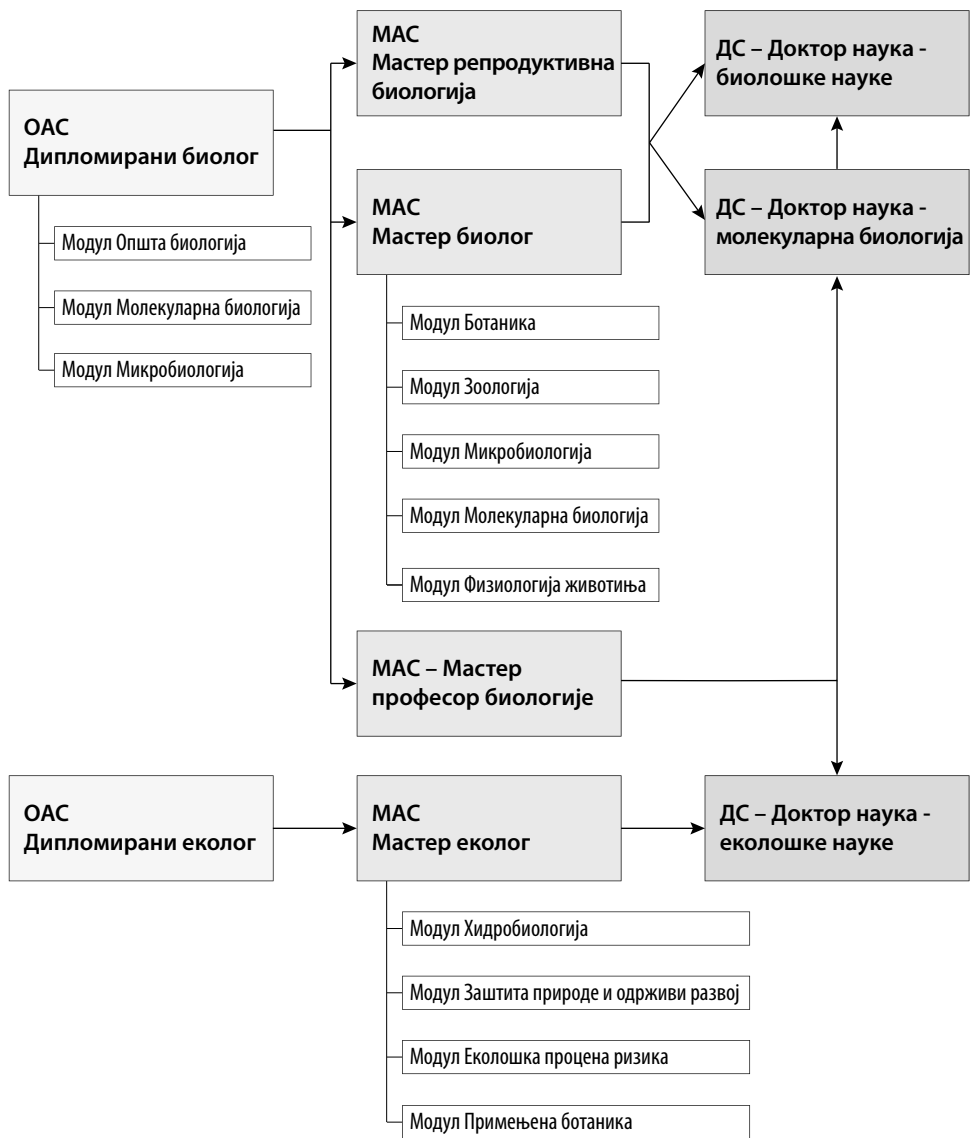 ОАС
Дипломирани биолог
Модул Општа биологија
Модул Молекуларна биологија
Модул Микробиологија
МАС
Мастер репродуктивна
биологија
МАС
Мастер биолог
Модул Ботаника
Модул Зоологија
Модул Микробиологија
Модул Молекуларна биологија
Модул Физиологија животиња
МАС – Мастер
професор биологије
ДС – Доктор наука -
биолошке науке
ДС – Доктор наука -
молекуларна биологија
ОАС
Дипломирани еколог
МАС
Мастер еколог
Модул Хидробиологија
Модул Заштита природе и одрживи развој
Модул Еколошка процена ризика
Модул Примењена ботаника
ДС – Доктор наука -
еколошке науке